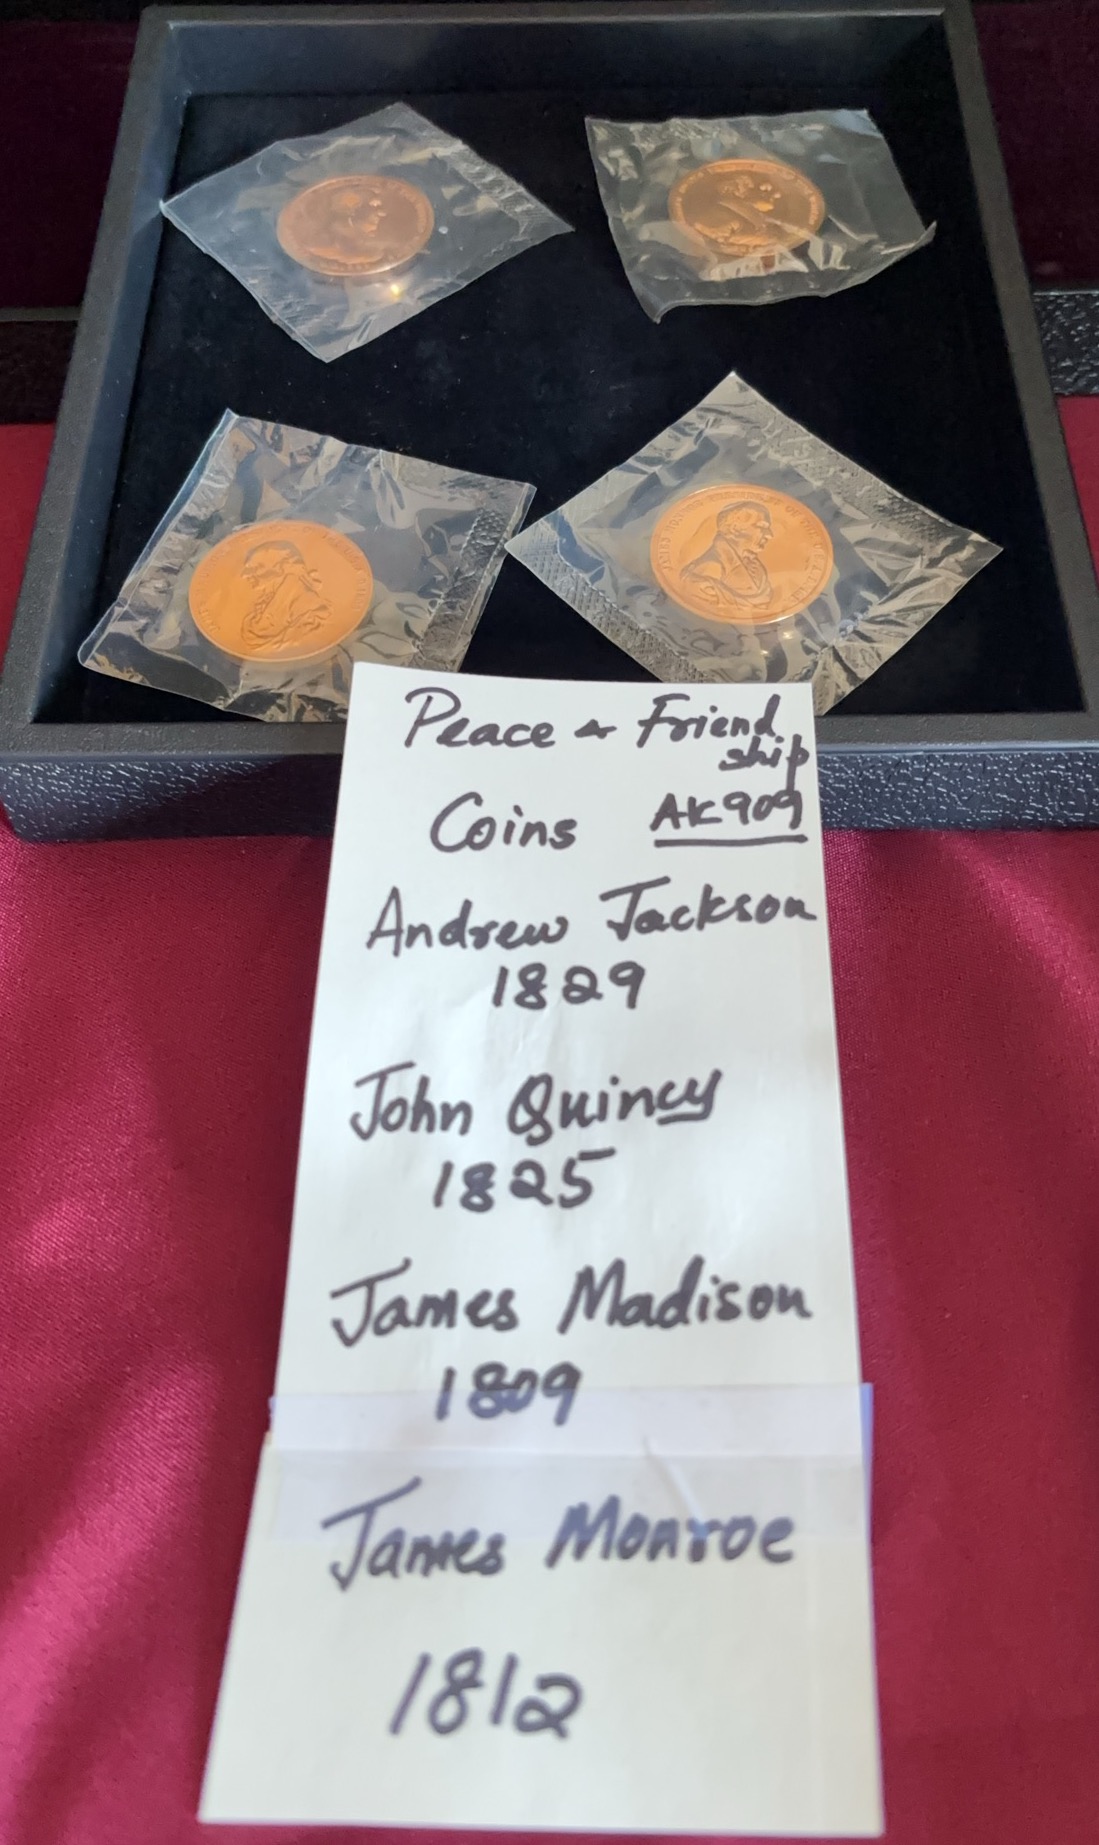 Peace & Friend
ship
Coins AK909
Andrew Jackson
1829
John Quincy
1825
James Madison
1809
James Monroe
1812